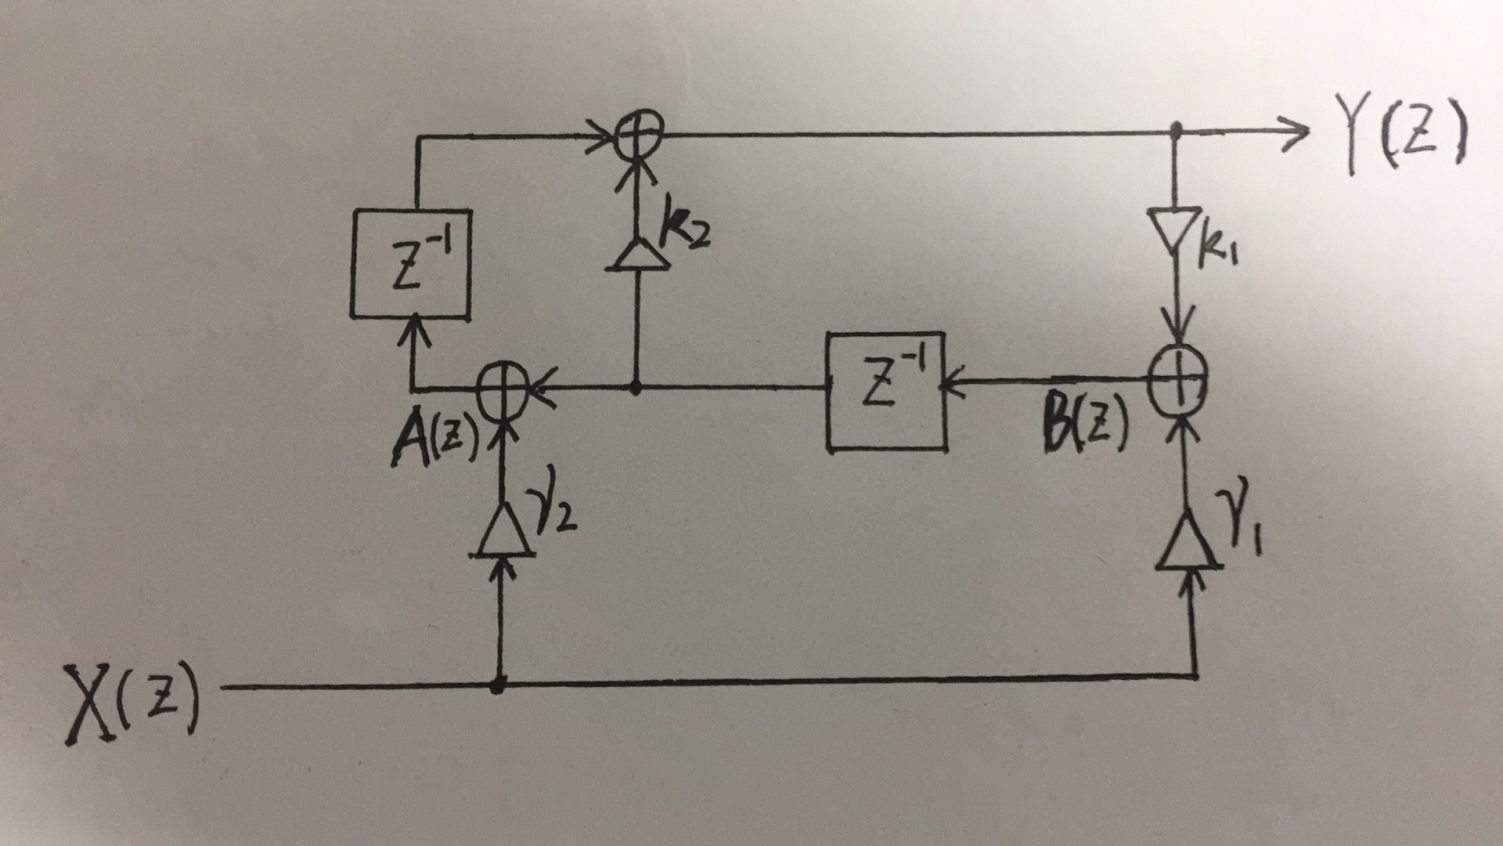 Y(Z)
k₂
k₁
Z⁻¹
Z⁻¹
A(Z)
B(Z)
γ₂
γ₁
X(Z)